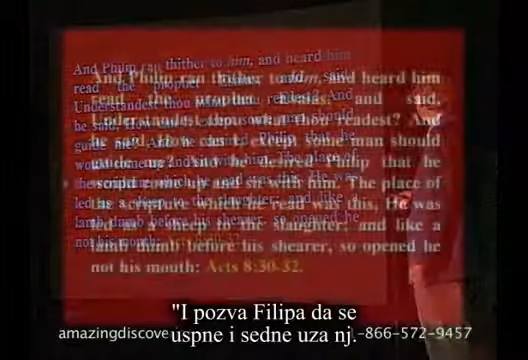 And Philip ran thither to him, and heard him
read the prophet Esaias, and said,
Understandest thou what thou readest? And
he said, How can I, except some man should
guide me? And he desired Philip that he
would come up and sit with him. The place of
the scripture which he read was this, He was
led as a sheep to the slaughter; and like a
lamb dumb before his shearer, so opened he
not his mouth: Acts 8:30-32.
"I pozva Filipa da se
uspne i sedne uza nj.
amazingdiscove
-866-572-9457